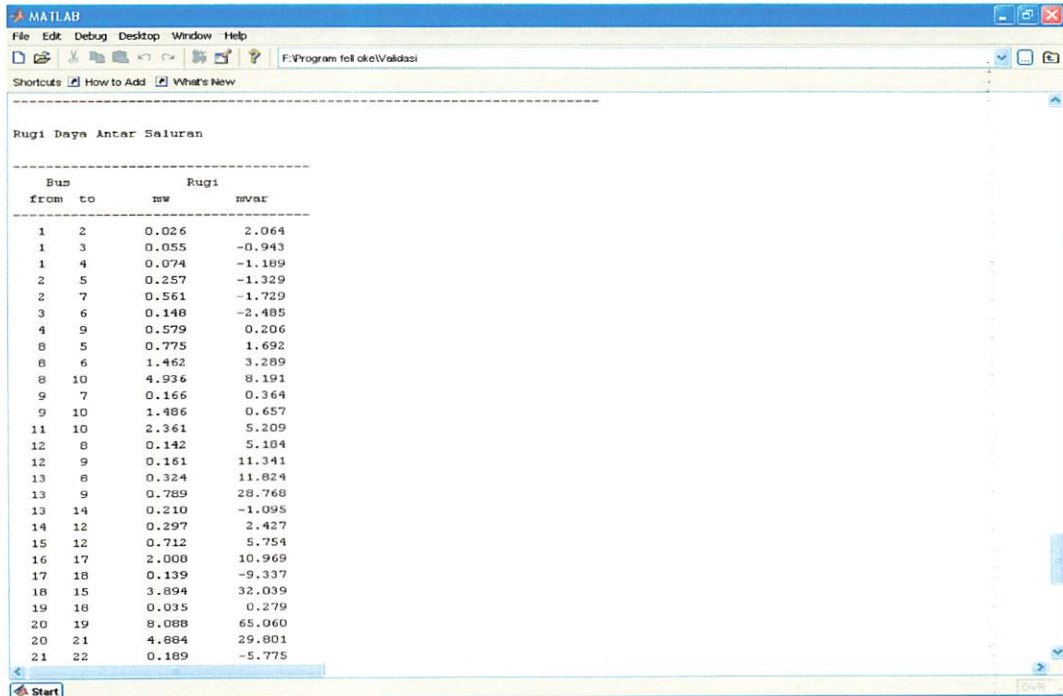 MATLAB
File Edit Debug Desktop Window Help
F:\Program fell oke\Validasi
Shortcuts How to Add What's New
--------------------------------------------------------------------------
Rugi Daya Antar Saluran
-------------------------------------
Bus Rugi
from to mw mvar
-------------------------------------
1 2 0.026 2.064
1 3 0.055 -0.943
1 4 0.074 -1.189
2 5 0.257 -1.329
2 7 0.561 -1.729
3 6 0.148 -2.485
4 9 0.579 0.206
8 5 0.775 1.692
8 6 1.462 3.289
8 10 4.936 8.191
9 7 0.166 0.364
9 10 1.486 0.657
11 10 2.361 5.209
12 8 0.142 5.184
12 9 0.161 11.341
13 8 0.324 11.824
13 9 0.789 28.768
13 14 0.210 -1.095
14 12 0.297 2.427
15 12 0.712 5.754
16 17 2.008 10.969
17 18 0.139 -9.337
18 15 3.894 32.039
19 18 0.035 0.279
20 19 8.088 65.060
20 21 4.884 29.801
21 22 0.189 -5.775
Start OVR